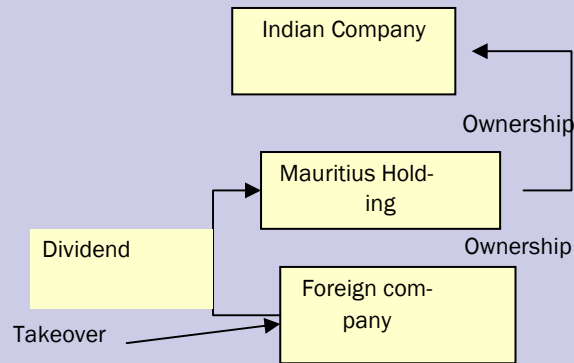 Indian Company
Ownership
Mauritius Hold-
ing
Ownership
Dividend
Foreign com-
pany
Takeover